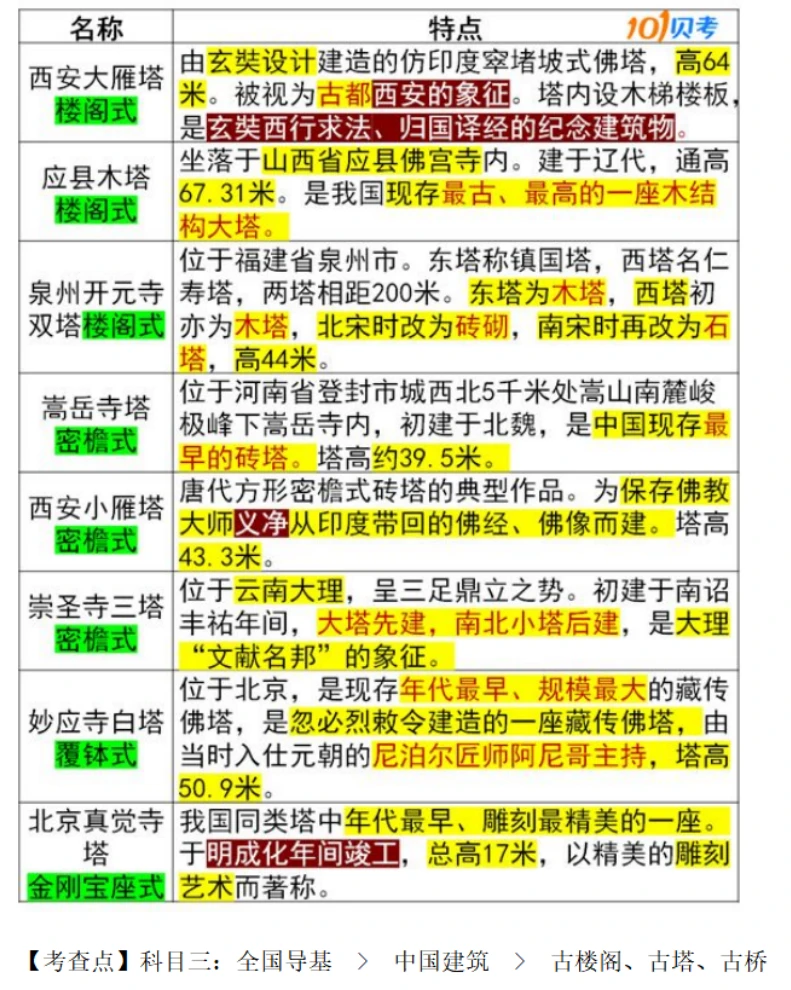 名称 特点 101贝考
西安大雁塔
楼阁式
由玄奘设计建造的仿印度窣堵坡式佛塔，高64
米。被视为古都西安的象征。塔内设木梯楼板，
是玄奘西行求法、归国译经的纪念建筑物。
应县木塔
楼阁式
坐落于山西省应县佛宫寺内。建于辽代，通高
67.31米。是我国现存最古、最高的一座木结
构大塔。
泉州开元寺
双塔楼阁式
位于福建省泉州市。东塔称镇国塔，西塔名仁
寿塔，两塔相距200米。东塔为木塔，西塔初
亦为木塔，北宋时改为砖砌，南宋时再改为石
塔，高44米。
嵩岳寺塔
密檐式
位于河南省登封市城西北5千米处嵩山南麓峻
极峰下嵩岳寺内，初建于北魏，是中国现存最
早的砖塔。塔高约39.5米。
西安小雁塔
密檐式
唐代方形密檐式砖塔的典型作品。为保存佛教
大师义净从印度带回的佛经、佛像而建。塔高
43.3米。
崇圣寺三塔
密檐式
位于云南大理，呈三足鼎立之势。初建于南诏
丰祐年间，大塔先建，南北小塔后建，是大理
“文献名邦”的象征。
妙应寺白塔
覆钵式
位于北京，是现存年代最早、规模最大的藏传
佛塔，是忽必烈敕令建造的一座藏传佛塔，由
当时入仕元朝的尼泊尔匠师阿尼哥主持，塔高
50.9米。
北京真觉寺
塔
金刚宝座式
我国同类塔中年代最早、雕刻最精美的一座。
于明成化年间竣工，总高17米，以精美的雕刻
艺术而著称。
【考查点】科目三：全国导基 > 中国建筑 > 古楼阁、古塔、古桥